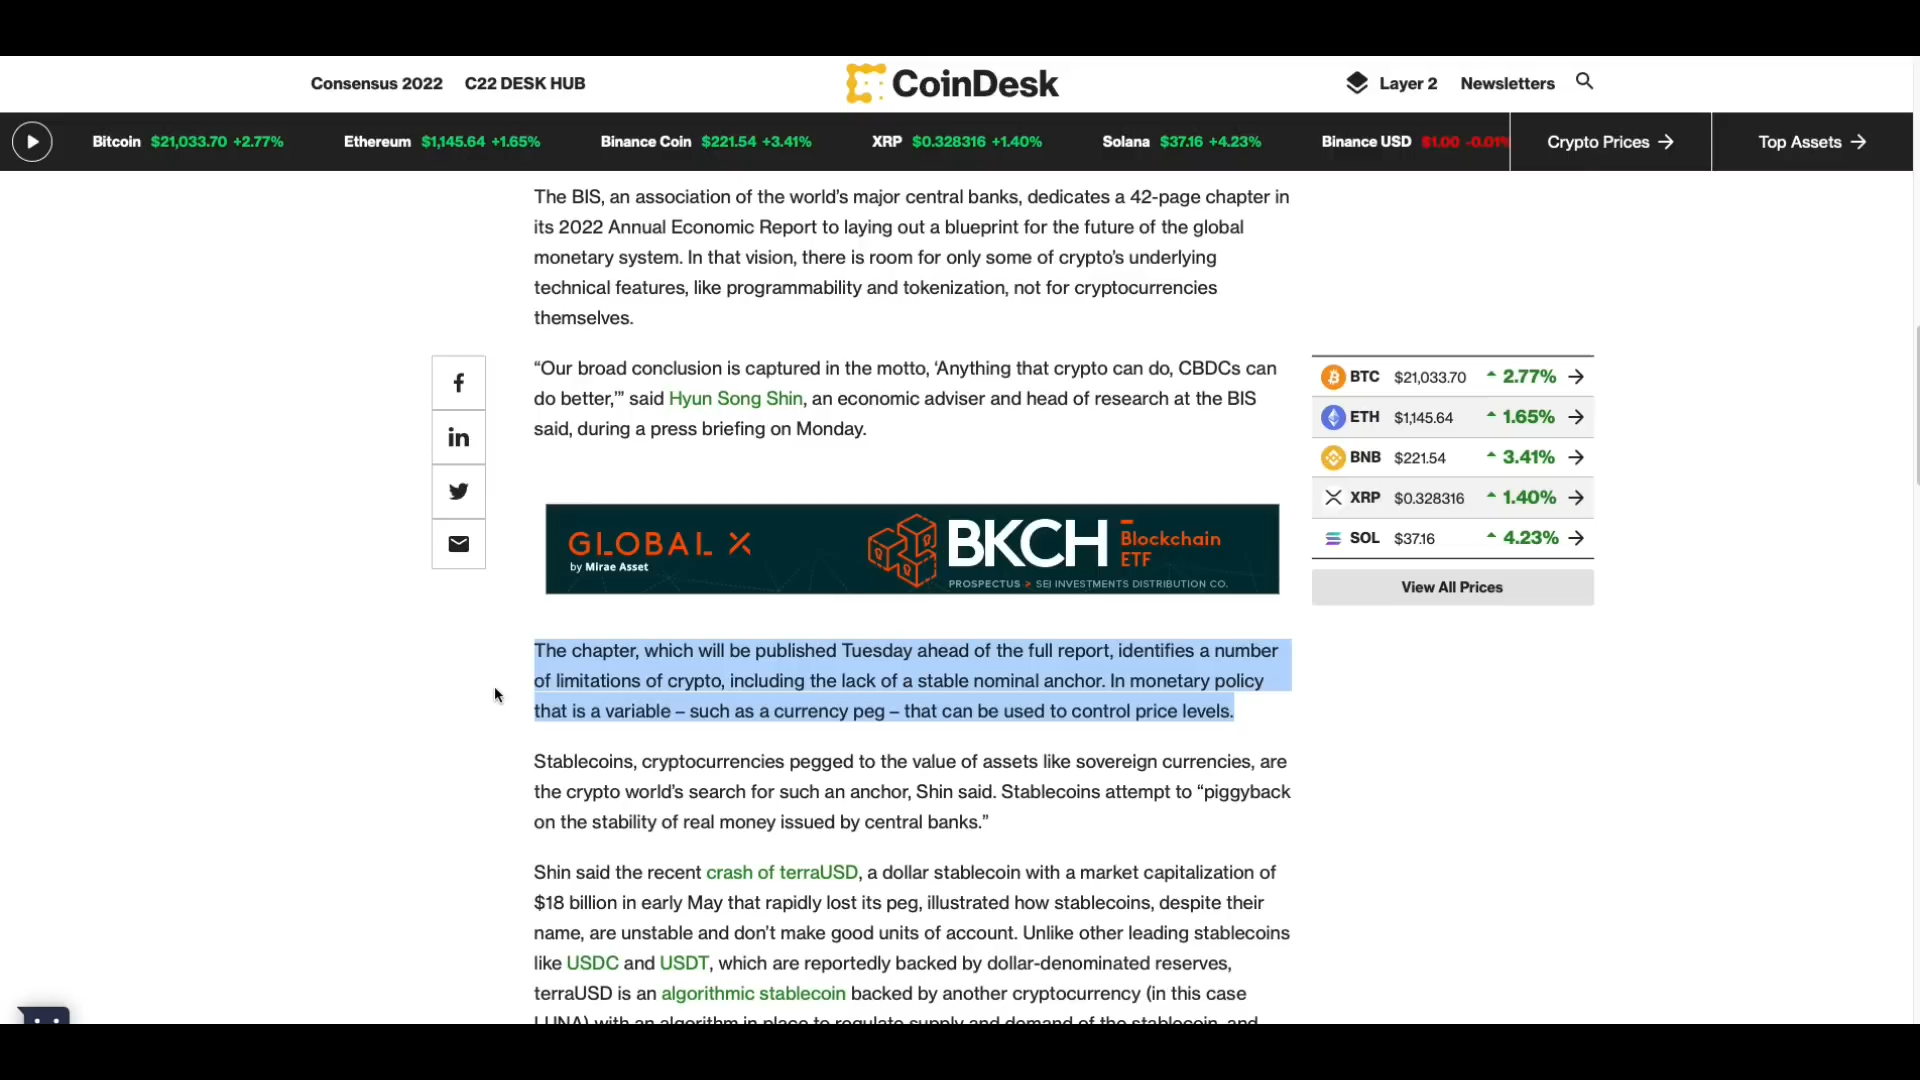 Consensus 2022 C22 DESK HUB CoinDesk Layer 2 Newsletters
Bitcoin $21,033.70 +2.77% Ethereum $1,145.64 +1.65% Binance Coin $221.54 +3.41% XRP $0.328316 +1.40% Solana $37.16 +4.23% Binance USD $1.00 -0.01% Crypto Prices → Top Assets →
The BIS, an association of the world’s major central banks, dedicates a 42-page chapter in
its 2022 Annual Economic Report to laying out a blueprint for the future of the global
monetary system. In that vision, there is room for only some of crypto’s underlying
technical features, like programmability and tokenization, not for cryptocurrencies
themselves.
“Our broad conclusion is captured in the motto, ‘Anything that crypto can do, CBDCs can
do better,’” said Hyun Song Shin, an economic adviser and head of research at the BIS
said, during a press briefing on Monday.
BTC $21,033.70 2.77% →
ETH $1,145.64 1.65% →
BNB $221.54 3.41% →
XRP $0.328316 1.40% →
SOL $37.16 4.23% →
View All Prices
GLOBAL X
by Mirae Asset
BKCH Blockchain
ETF
PROSPECTUS > SEI INVESTMENTS DISTRIBUTION CO.
The chapter, which will be published Tuesday ahead of the full report, identifies a number
of limitations of crypto, including the lack of a stable nominal anchor. In monetary policy
that is a variable – such as a currency peg – that can be used to control price levels.
Stablecoins, cryptocurrencies pegged to the value of assets like sovereign currencies, are
the crypto world’s search for such an anchor, Shin said. Stablecoins attempt to “piggyback
on the stability of real money issued by central banks.”
Shin said the recent crash of terraUSD, a dollar stablecoin with a market capitalization of
$18 billion in early May that rapidly lost its peg, illustrated how stablecoins, despite their
name, are unstable and don’t make good units of account. Unlike other leading stablecoins
like USDC and USDT, which are reportedly backed by dollar-denominated reserves,
terraUSD is an algorithmic stablecoin backed by another cryptocurrency (in this case
LUNA) with an algorithm in place to regulate supply and demand of the stablecoin, and